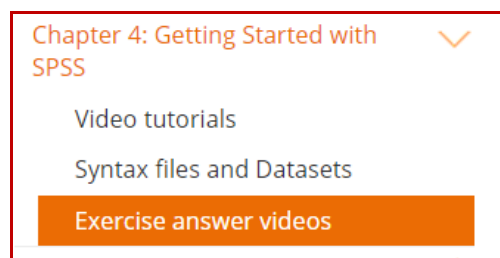 Chapter 4: Getting Started with
SPSS
Video tutorials
Syntax files and Datasets
Exercise answer videos